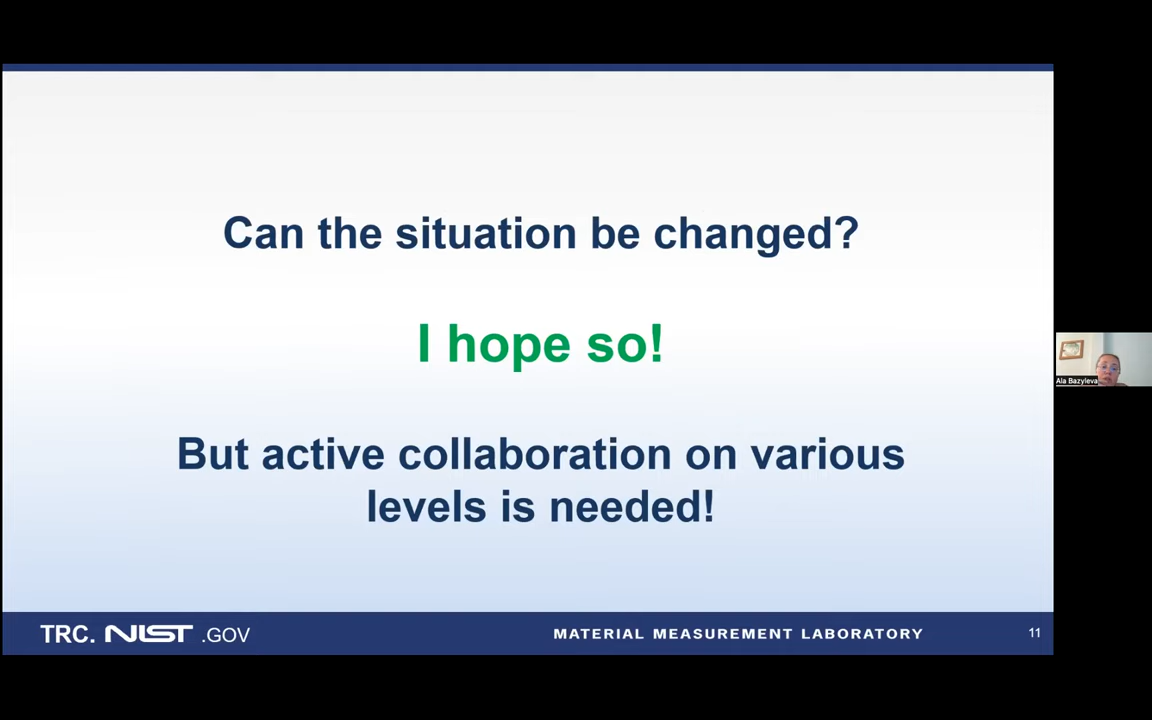 Can the situation be changed?
I hope so!
But active collaboration on various
levels is needed!
Ala Bazyleva
TRC. NIST .GOV
MATERIAL MEASUREMENT LABORATORY
11